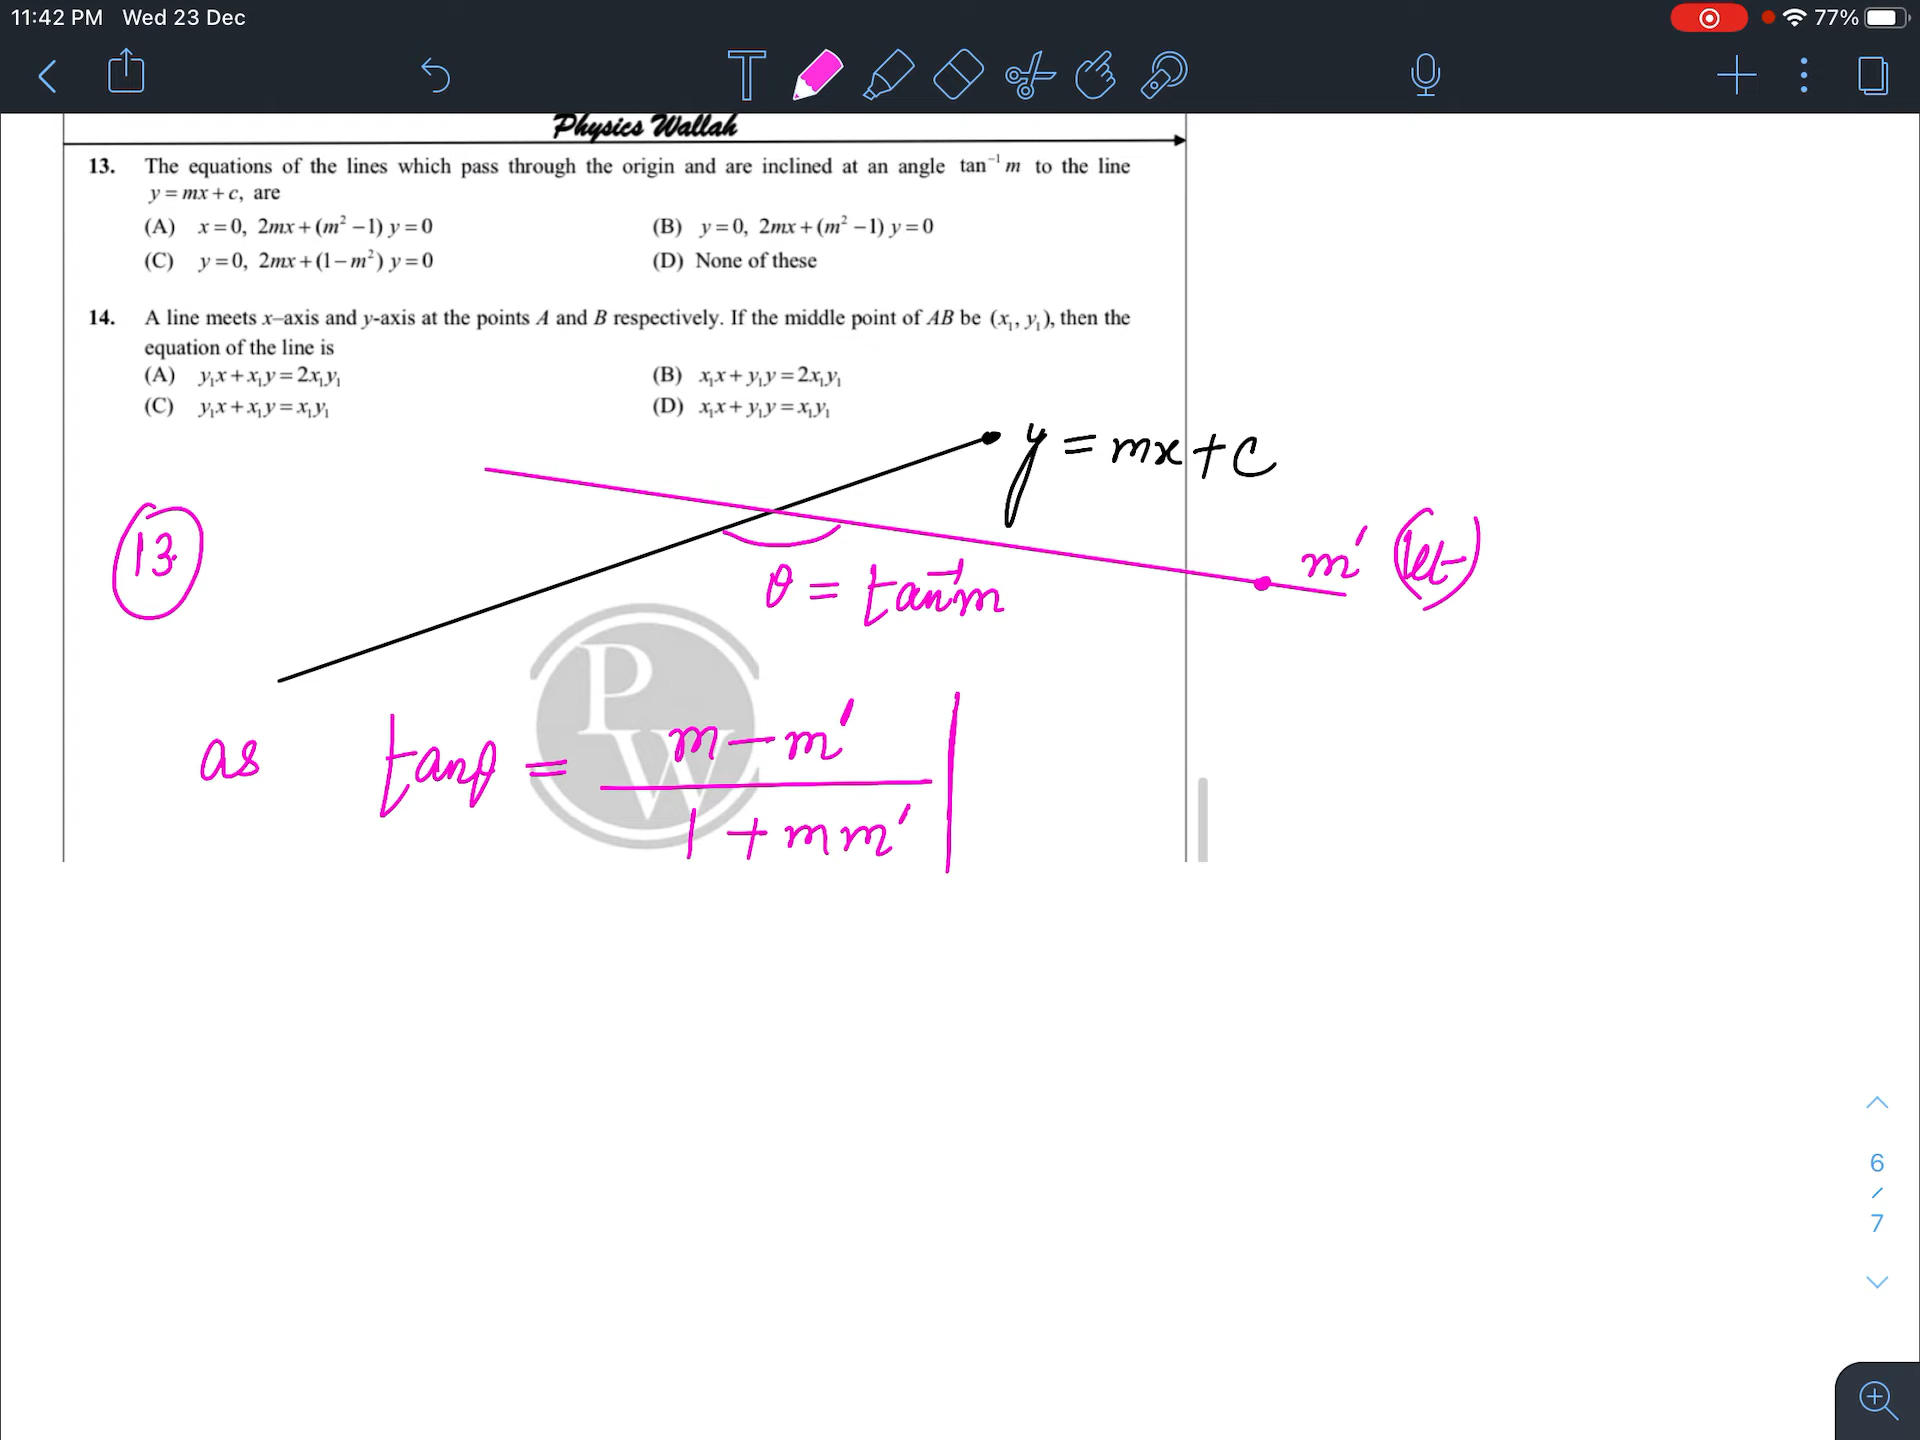 11:42 PM Wed 23 Dec
77%
T
Physics Wallah
13. The equations of the lines which pass through the origin and are inclined at an angle tan⁻¹ m to the line
y = mx + c, are
(A) x = 0, 2mx + (m² − 1) y = 0 (B) y = 0, 2mx + (m² − 1) y = 0
(C) y = 0, 2mx + (1 − m²) y = 0 (D) None of these
14. A line meets x–axis and y-axis at the points A and B respectively. If the middle point of AB be (x₁, y₁), then the
equation of the line is
(A) y₁x + x₁y = 2x₁y₁ (B) x₁x + y₁y = 2x₁y₁
(C) y₁x + x₁y = x₁y₁ (D) x₁x + y₁y = x₁y₁
y = mx + c
13.
m' (let)
θ = tan⁻¹m
PW
as tanθ = m − m' / 1 + mm' |
6
/
7